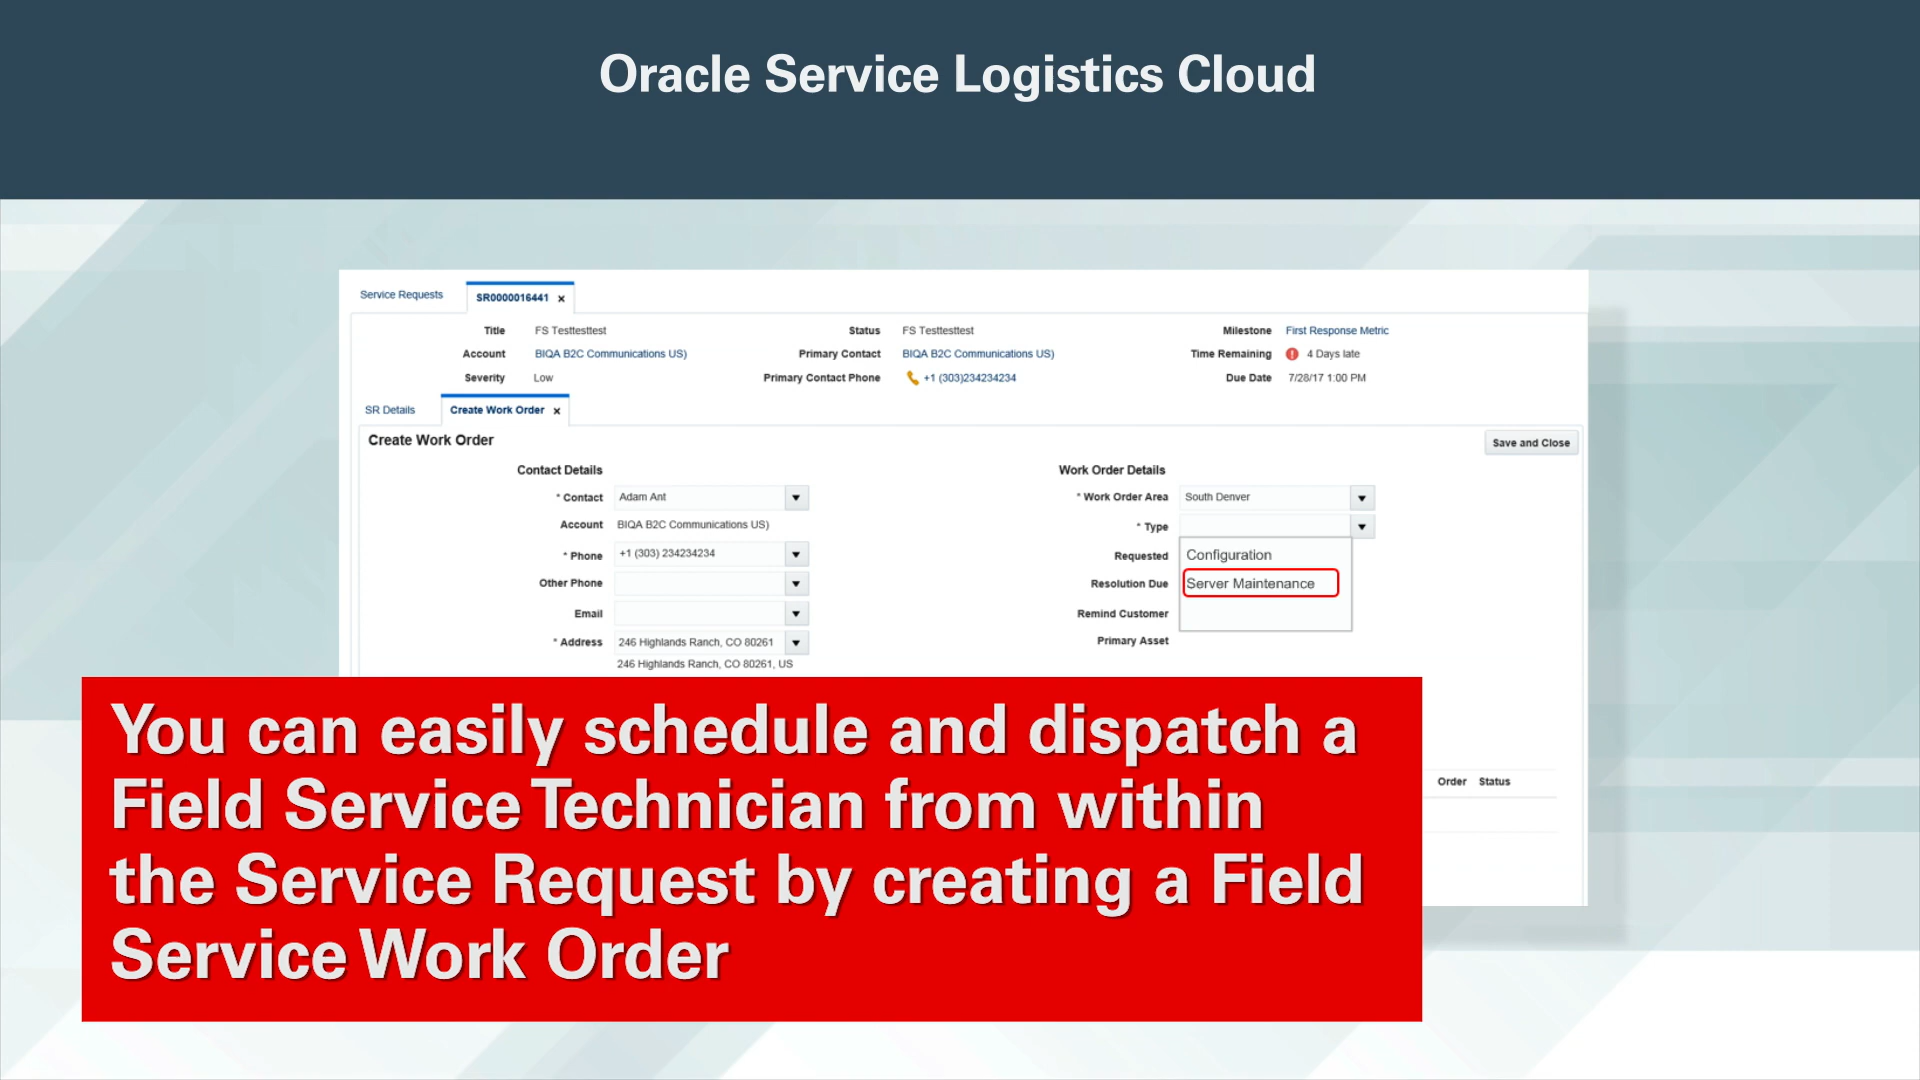 Oracle Service Logistics Cloud
Service Requests SR0000016441 x
Title FS Testtesttest Status FS Testtesttest Milestone First Response Metric
Account BIQA B2C Communications US) Primary Contact BIQA B2C Communications US) Time Remaining 4 Days late
Severity Low Primary Contact Phone +1 (303)234234234 Due Date 7/28/17 1:00 PM
SR Details Create Work Order x
Create Work Order Save and Close
Contact Details Work Order Details
* Contact Adam Ant * Work Order Area South Denver
Account BIQA B2C Communications US) * Type
* Phone +1 (303) 234234234 Requested Configuration
Other Phone Resolution Due Server Maintenance
Email Remind Customer
* Address 246 Highlands Ranch, CO 80261 Primary Asset
246 Highlands Ranch, CO 80261, US
Order Status
You can easily schedule and dispatch a
Field Service Technician from within
the Service Request by creating a Field
Service Work Order